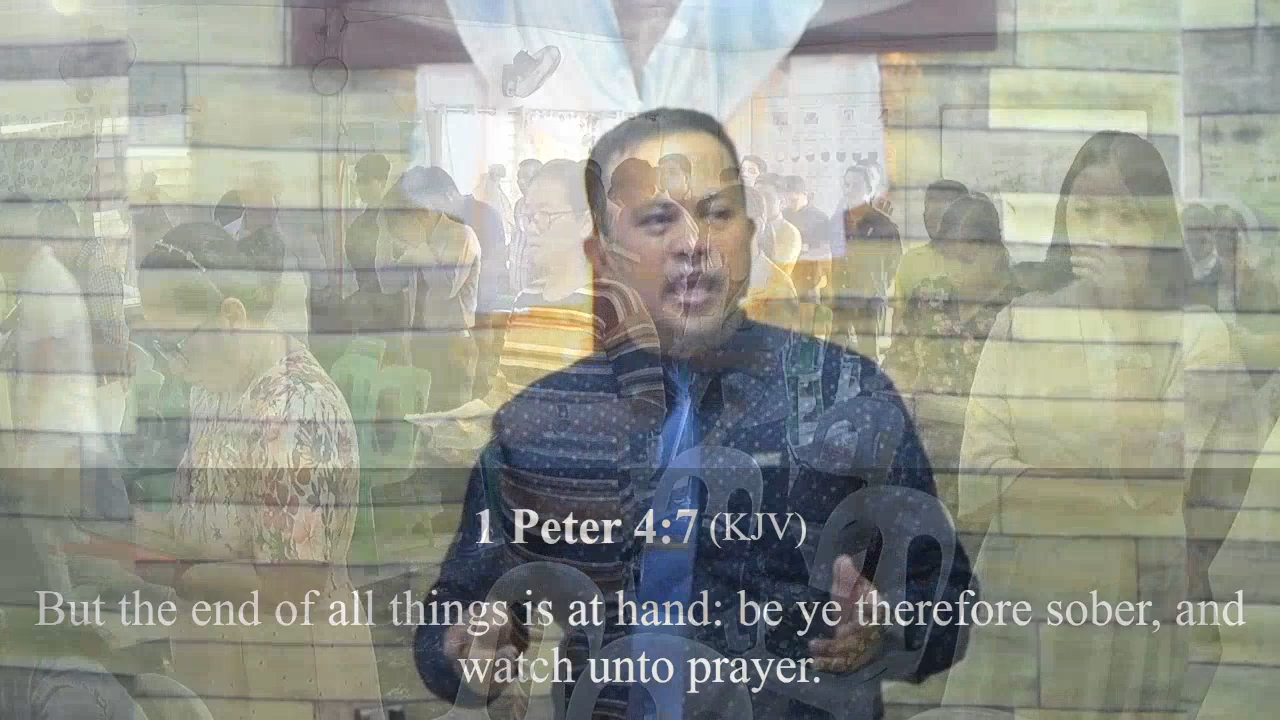 1 Peter 4:7 (KJV)
But the end of all things is at hand: be ye therefore sober, and
watch unto prayer.